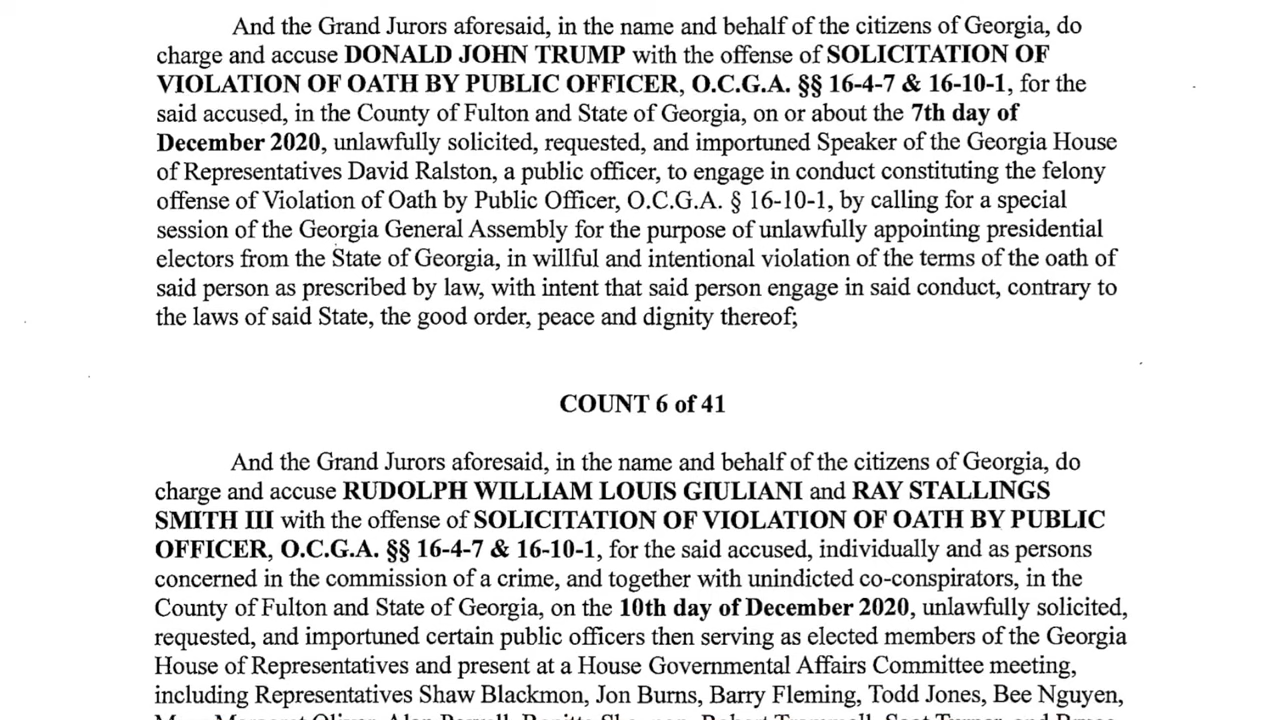 And the Grand Jurors aforesaid, in the name and behalf of the citizens of Georgia, do
charge and accuse DONALD JOHN TRUMP with the offense of SOLICITATION OF
VIOLATION OF OATH BY PUBLIC OFFICER, O.C.G.A. §§ 16-4-7 & 16-10-1, for the
said accused, in the County of Fulton and State of Georgia, on or about the 7th day of
December 2020, unlawfully solicited, requested, and importuned Speaker of the Georgia House
of Representatives David Ralston, a public officer, to engage in conduct constituting the felony
offense of Violation of Oath by Public Officer, O.C.G.A. § 16-10-1, by calling for a special
session of the Georgia General Assembly for the purpose of unlawfully appointing presidential
electors from the State of Georgia, in willful and intentional violation of the terms of the oath of
said person as prescribed by law, with intent that said person engage in said conduct, contrary to
the laws of said State, the good order, peace and dignity thereof;
COUNT 6 of 41
And the Grand Jurors aforesaid, in the name and behalf of the citizens of Georgia, do
charge and accuse RUDOLPH WILLIAM LOUIS GIULIANI and RAY STALLINGS
SMITH III with the offense of SOLICITATION OF VIOLATION OF OATH BY PUBLIC
OFFICER, O.C.G.A. §§ 16-4-7 & 16-10-1, for the said accused, individually and as persons
concerned in the commission of a crime, and together with unindicted co-conspirators, in the
County of Fulton and State of Georgia, on the 10th day of December 2020, unlawfully solicited,
requested, and importuned certain public officers then serving as elected members of the Georgia
House of Representatives and present at a House Governmental Affairs Committee meeting,
including Representatives Shaw Blackmon, Jon Burns, Barry Fleming, Todd Jones, Bee Nguyen,